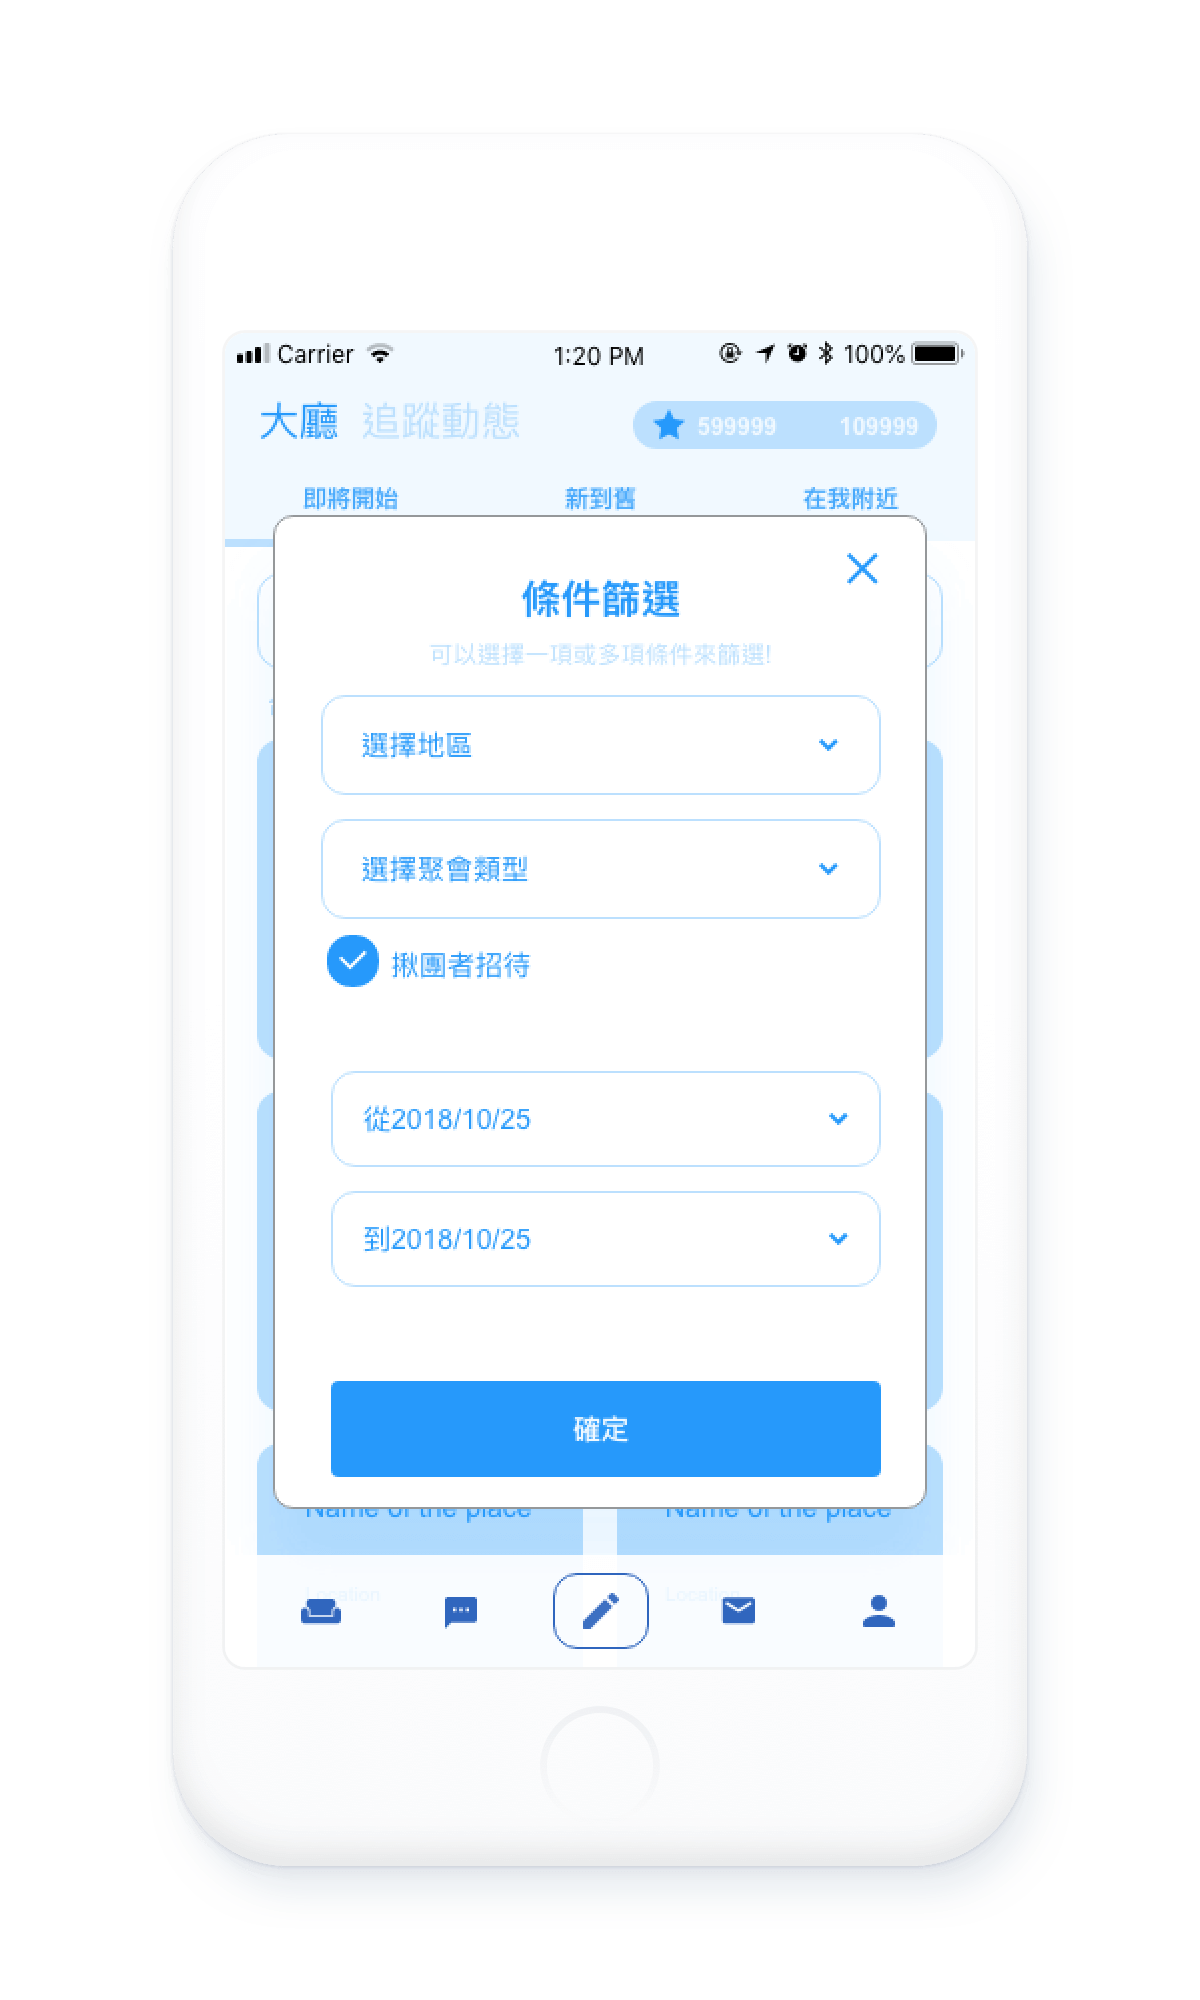 Carrier 1:20 PM 100%
大廳 追蹤動態 599999 109999
即將開始 新到舊 在我附近
條件篩選
可以選擇一項或多項條件來篩選!
選擇地區
選擇聚會類型
揪團者招待
從2018/10/25
到2018/10/25
確定
Name of the place Name of the place
Location Location